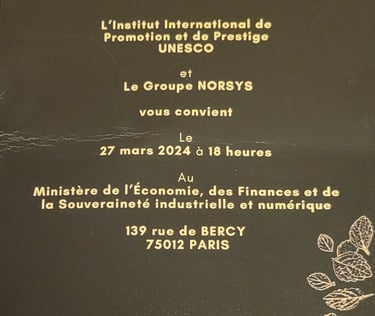 L'Institut International de
Promotion et de Prestige
UNESCO
et
Le Groupe NORSYS
vous convient
Le
27 mars 2024 à 18 heures
Au
Ministère de l'Économie, des Finances et de
la Souveraineté industrielle et numérique
139 rue de BERCY
75012 PARIS